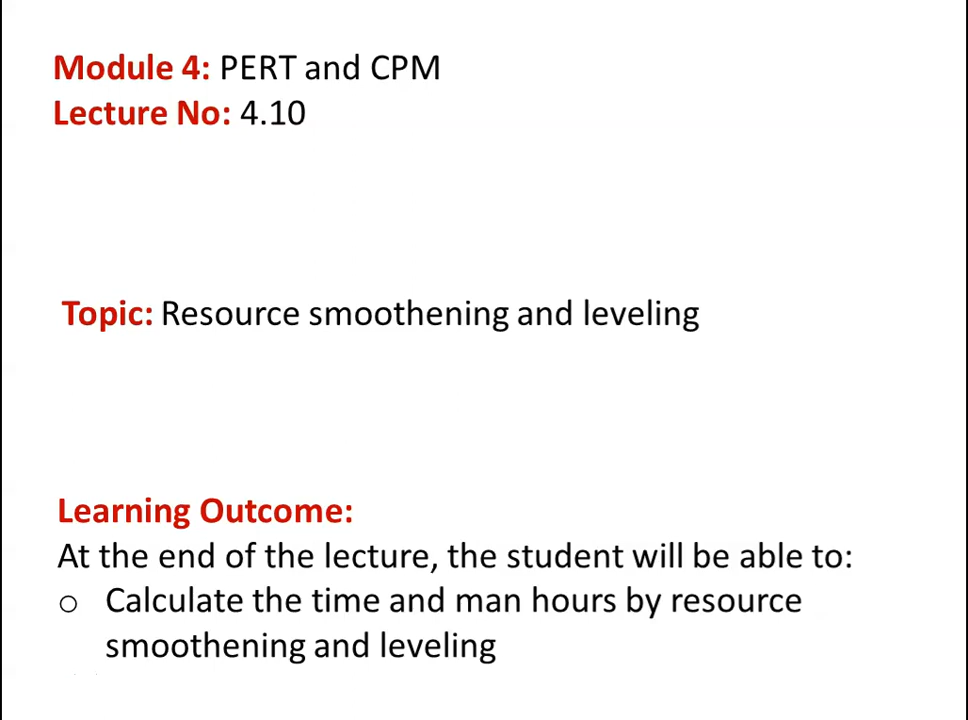 Module 4: PERT and CPM
Lecture No: 4.10
Topic: Resource smoothening and leveling
Learning Outcome:
At the end of the lecture, the student will be able to:
o Calculate the time and man hours by resource
smoothening and leveling